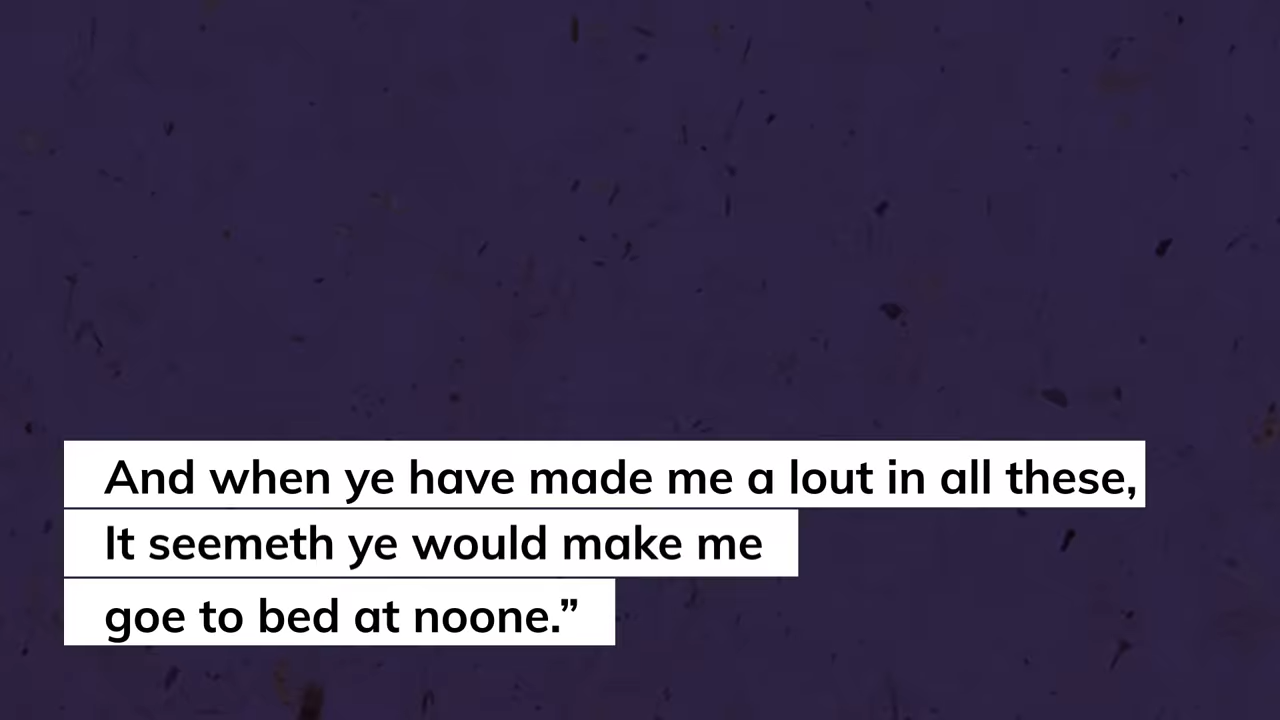 And when ye have made me a lout in all these,
It seemeth ye would make me
goe to bed at noone.”